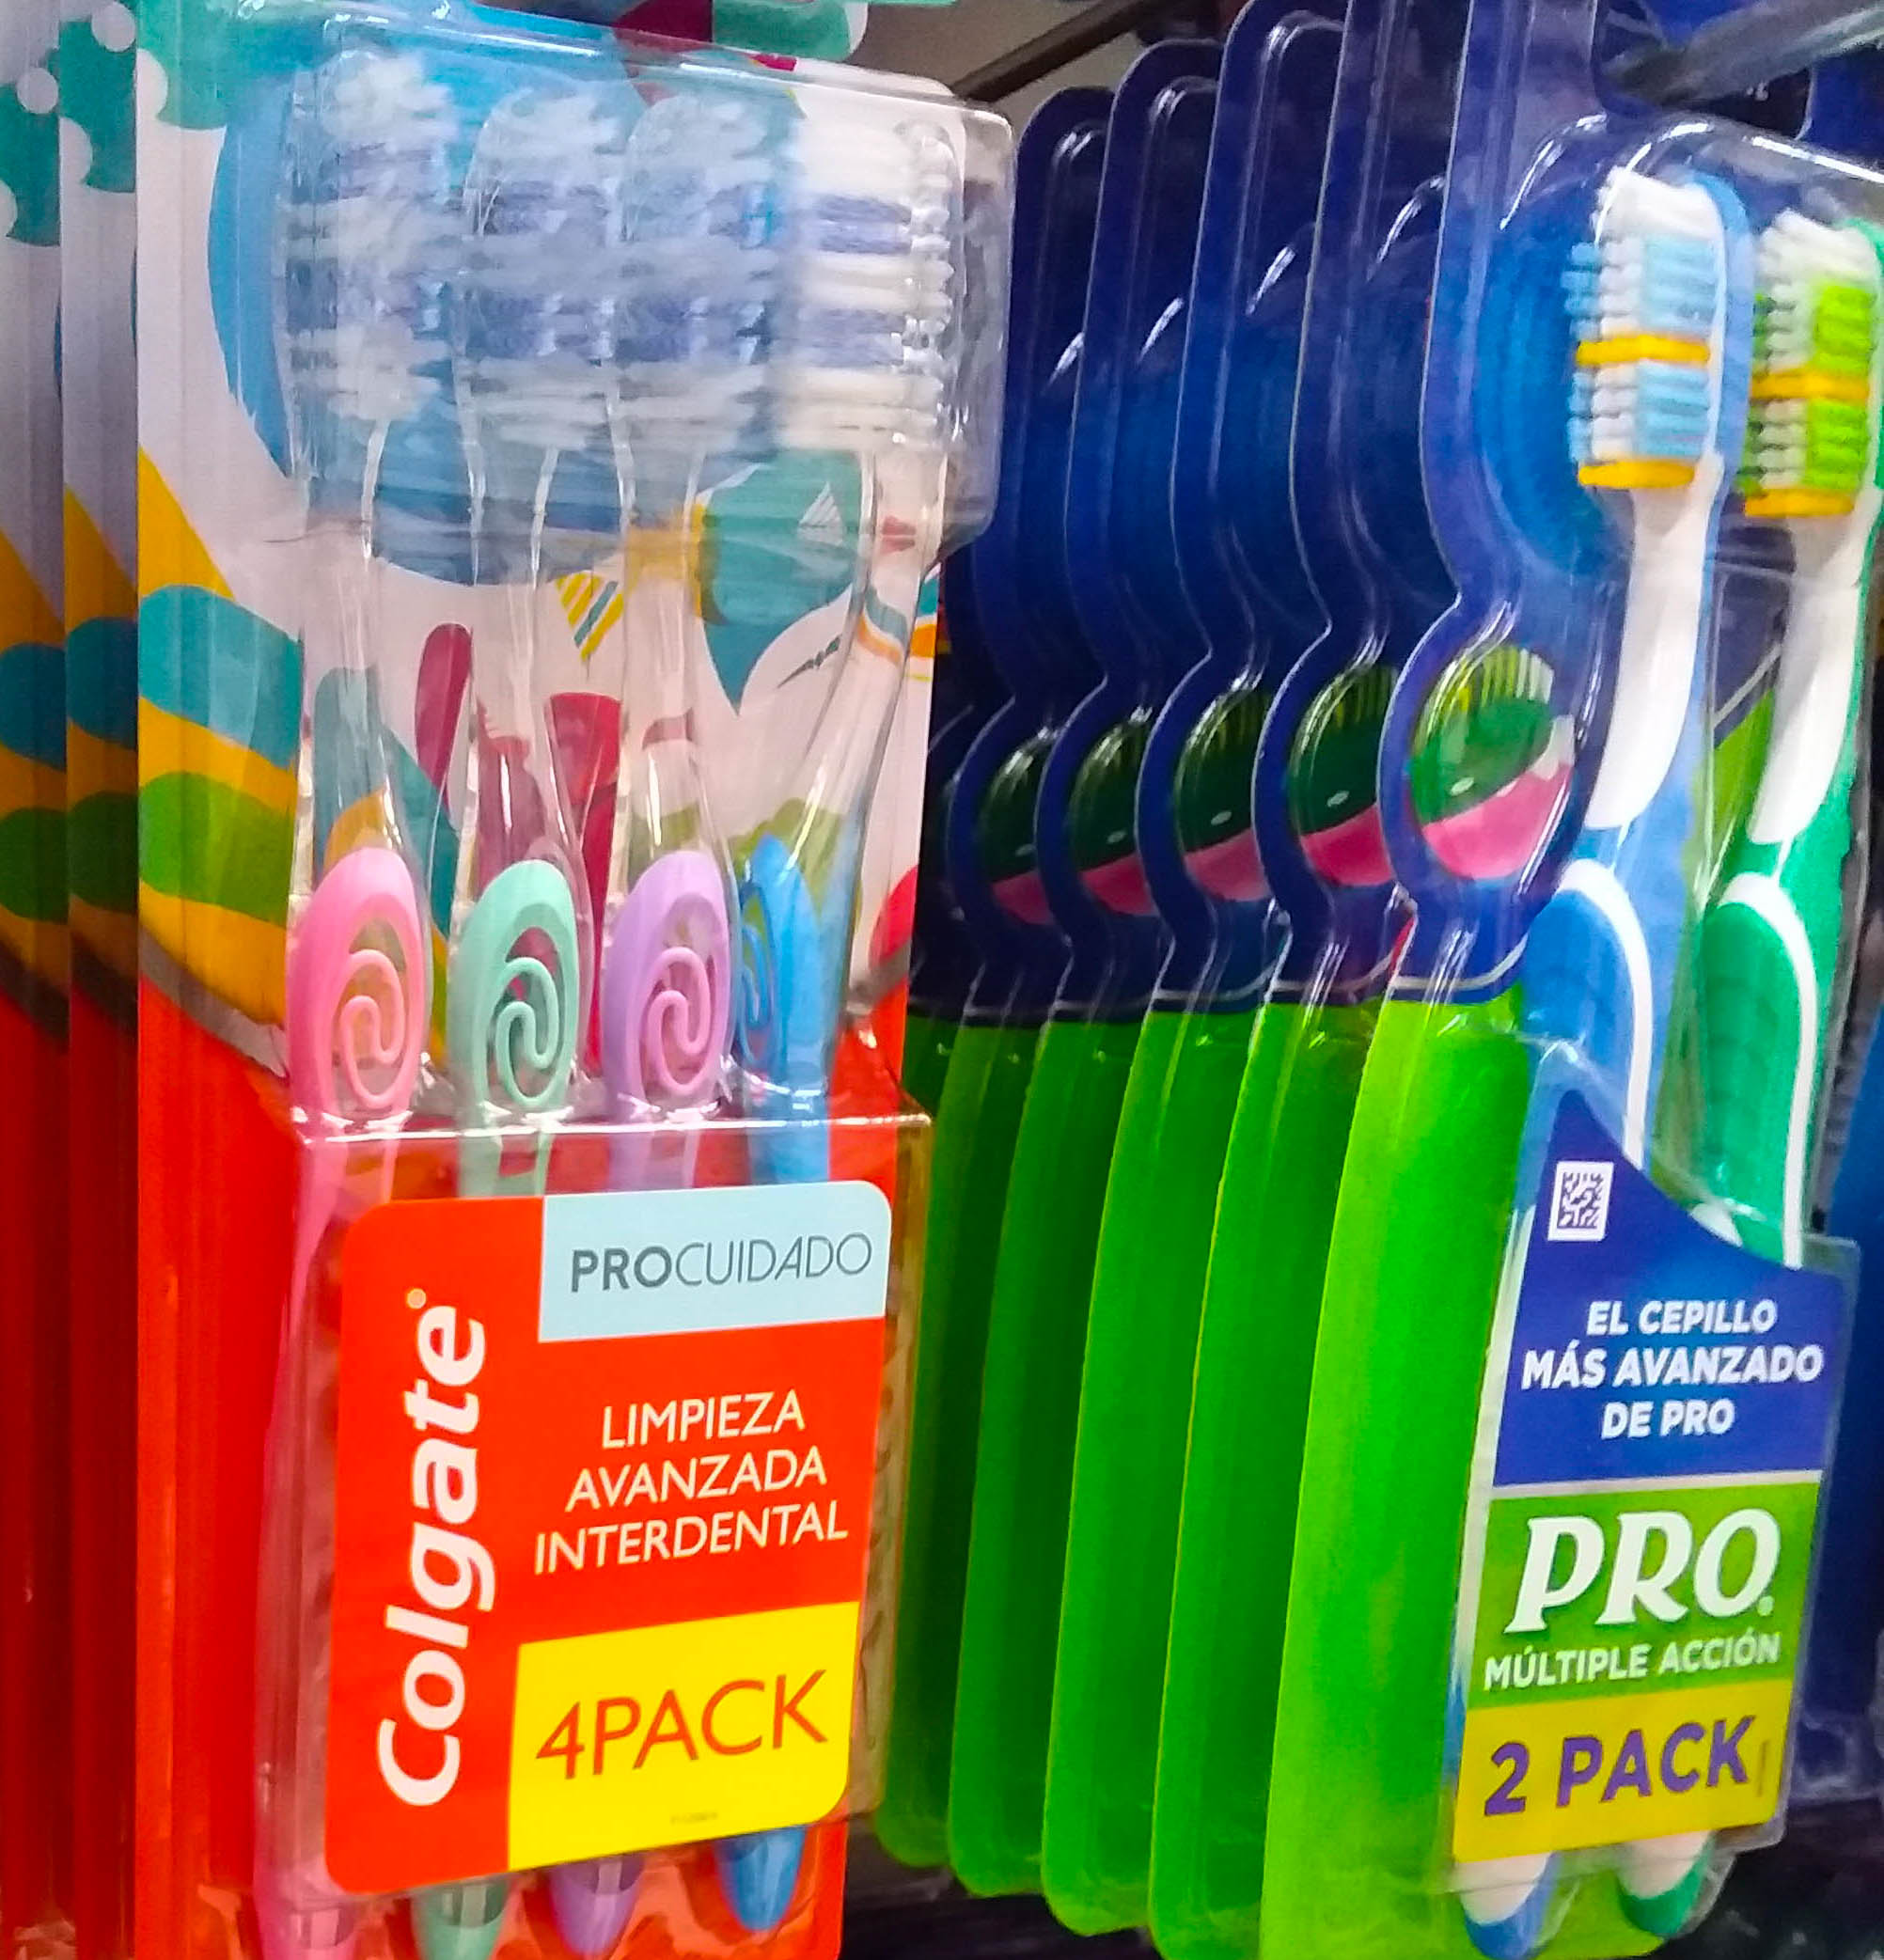 PROCUIDADO
Colgate
LIMPIEZA
AVANZADA
INTERDENTAL
4PACK
EL CEPILLO
MÁS AVANZADO
DE PRO
PRO
MÚLTIPLE ACCIÓN
2 PACK